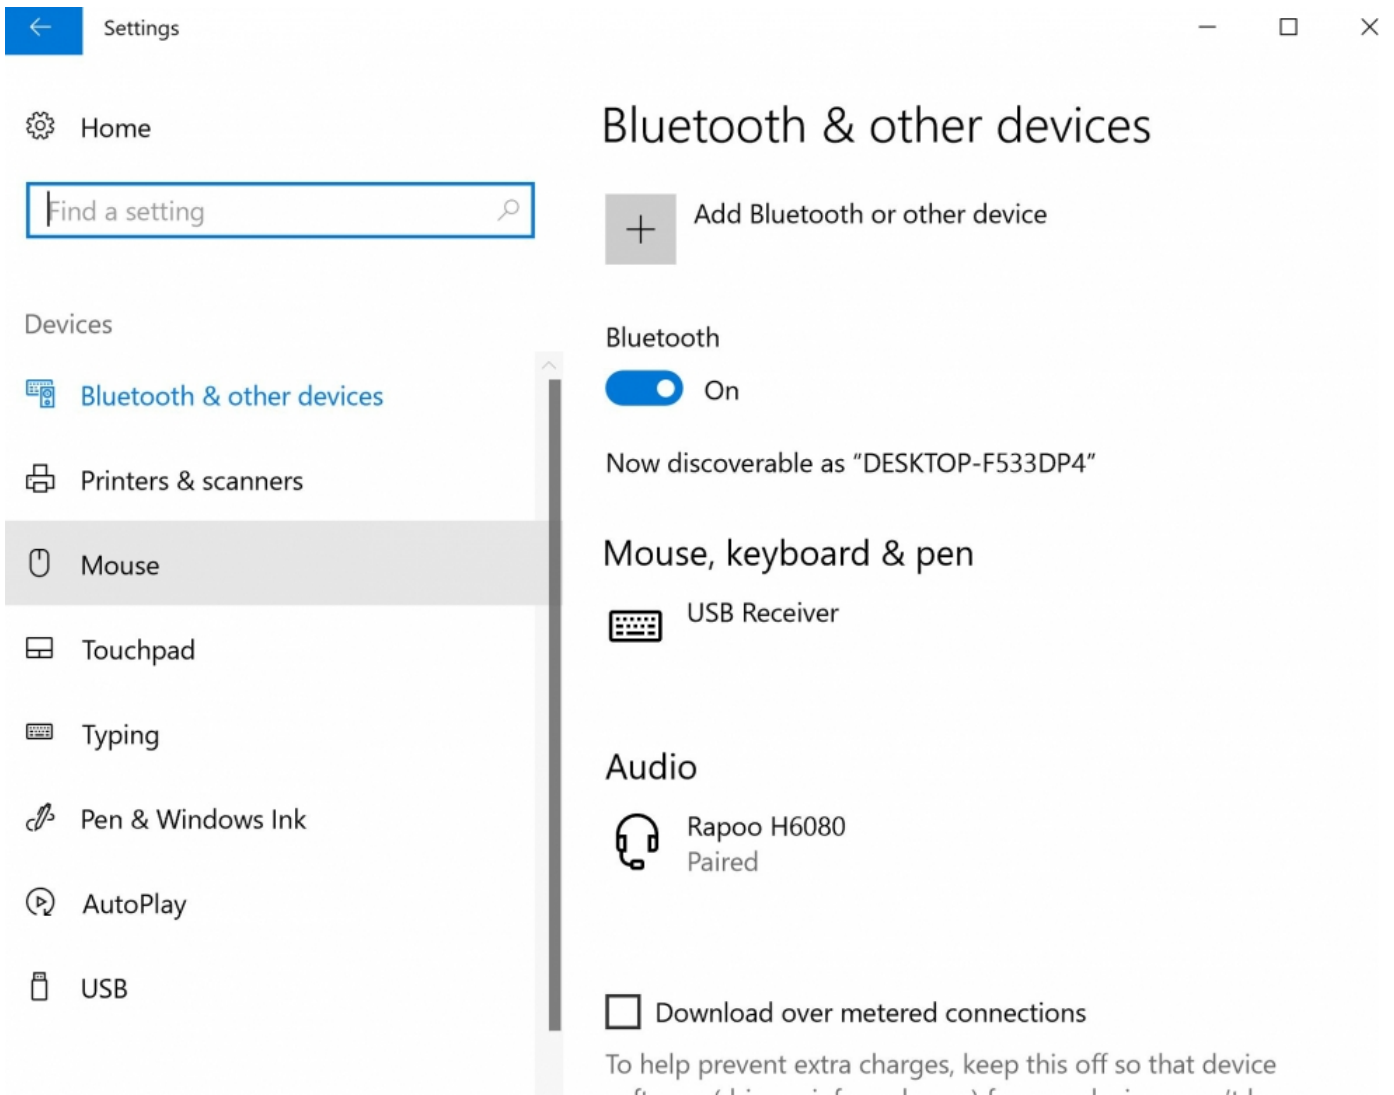 Settings
Home
Find a setting
Devices
Bluetooth & other devices
Printers & scanners
Mouse
Touchpad
Typing
Pen & Windows Ink
AutoPlay
USB
Bluetooth & other devices
Add Bluetooth or other device
Bluetooth
On
Now discoverable as “DESKTOP-F533DP4”
Mouse, keyboard & pen
USB Receiver
Audio
Rapoo H6080
Paired
Download over metered connections
To help prevent extra charges, keep this off so that device